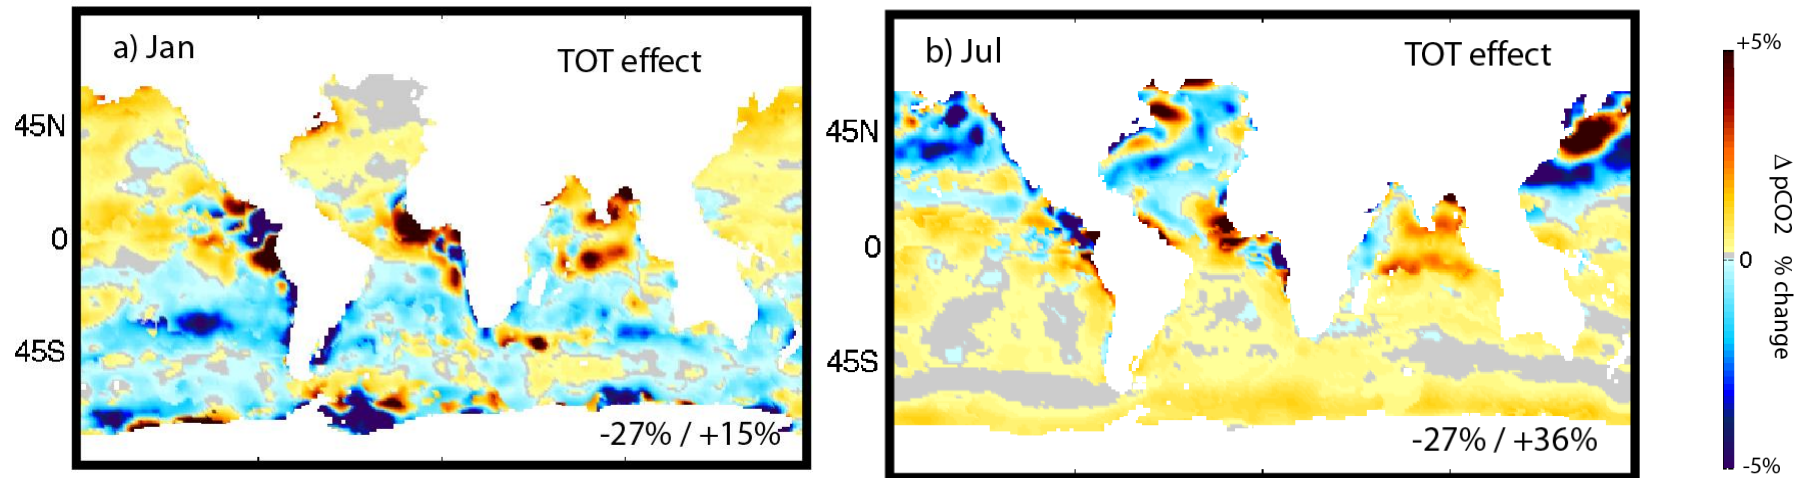 a) Jan
TOT effect
45N
0
45S
-27% / +15%
b) Jul
TOT effect
45N
0
45S
-27% / +36%
+5%
0
-5%
Δ pCO2 % change